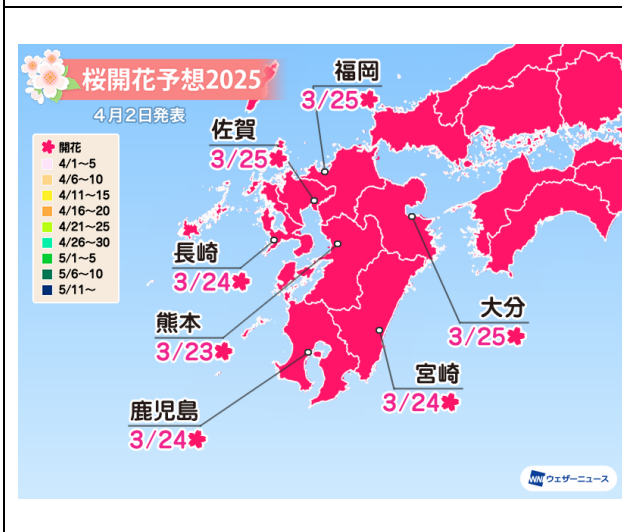 桜開花予想2025
4月2日発表
開花
4/1〜5
4/6〜10
4/11〜15
4/16〜20
4/21〜25
4/26〜30
5/1〜5
5/6〜10
5/11〜
福岡
3/25
佐賀
3/25
長崎
3/24
熊本
3/23
大分
3/25
宮崎
3/24
鹿児島
3/24
WNI ウェザーニュース